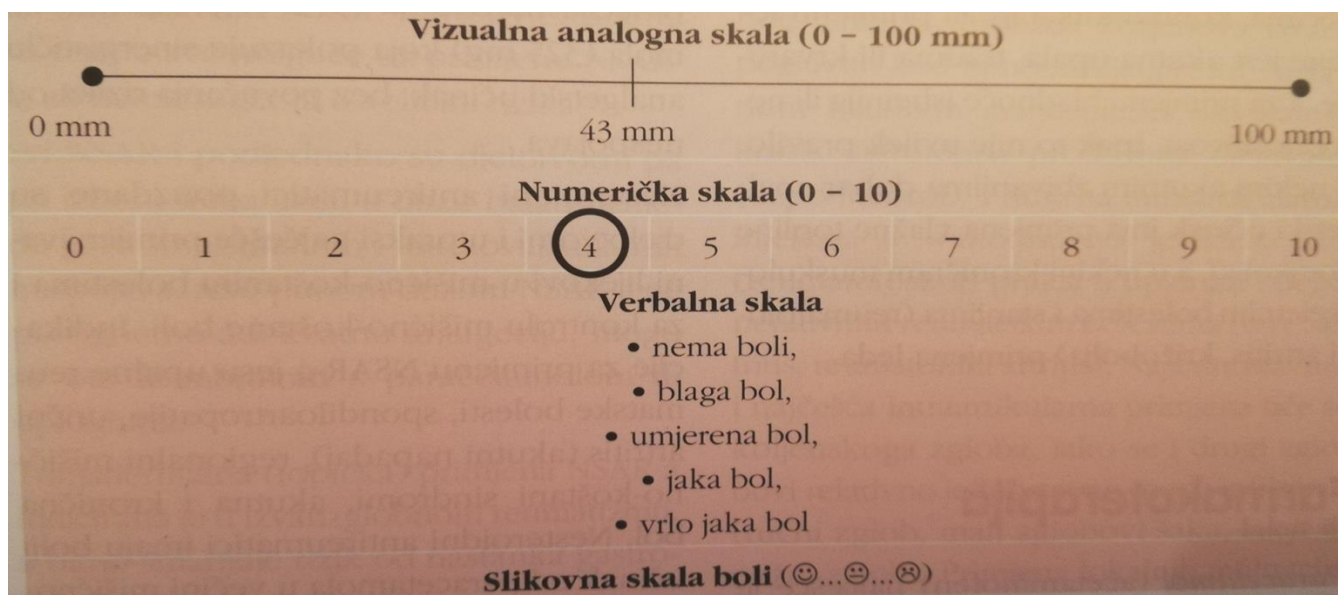 Vizualna analogna skala (0 – 100 mm)
0 mm 43 mm 100 mm
Numerička skala (0 – 10)
0 1 2 3 4 5 6 7 8 9 10
Verbalna skala
• nema boli,
• blaga bol,
• umjerena bol,
• jaka bol,
• vrlo jaka bol
Slikovna skala boli (☺...😐...☹)